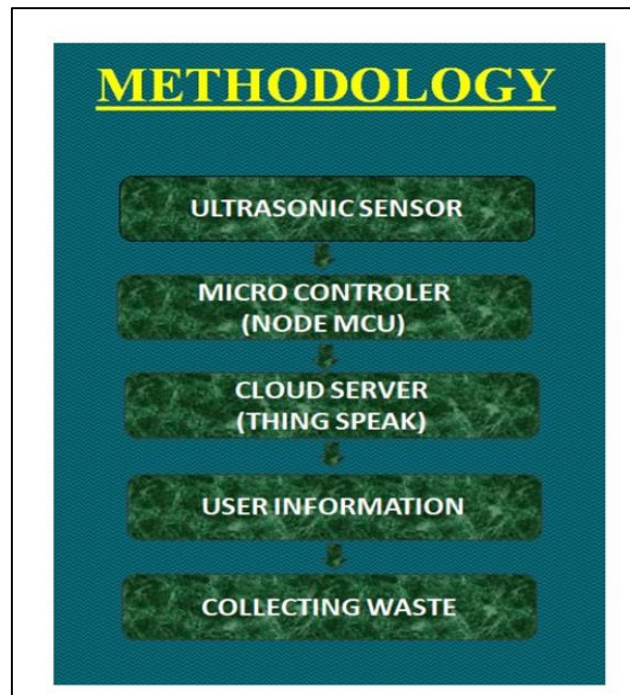 METHODOLOGY
ULTRASONIC SENSOR
MICRO CONTROLER
(NODE MCU)
CLOUD SERVER
(THING SPEAK)
USER INFORMATION
COLLECTING WASTE